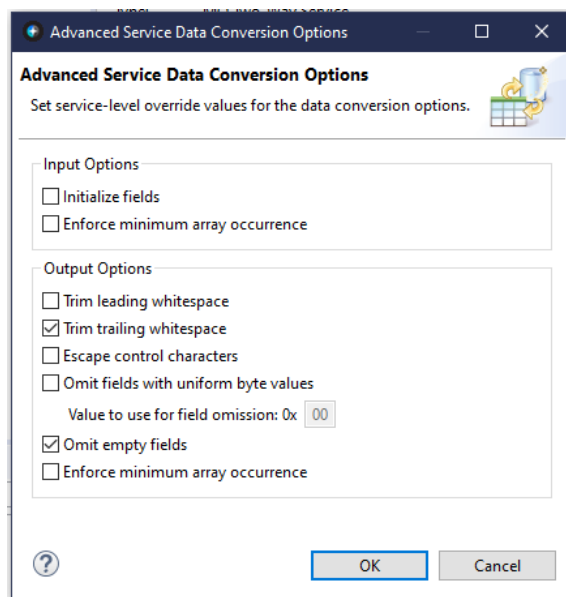 Advanced Service Data Conversion Options
Advanced Service Data Conversion Options
Set service-level override values for the data conversion options.
Input Options
Initialize fields
Enforce minimum array occurrence
Output Options
Trim leading whitespace
Trim trailing whitespace
Escape control characters
Omit fields with uniform byte values
Value to use for field omission: 0x 00
Omit empty fields
Enforce minimum array occurrence
?
OK Cancel